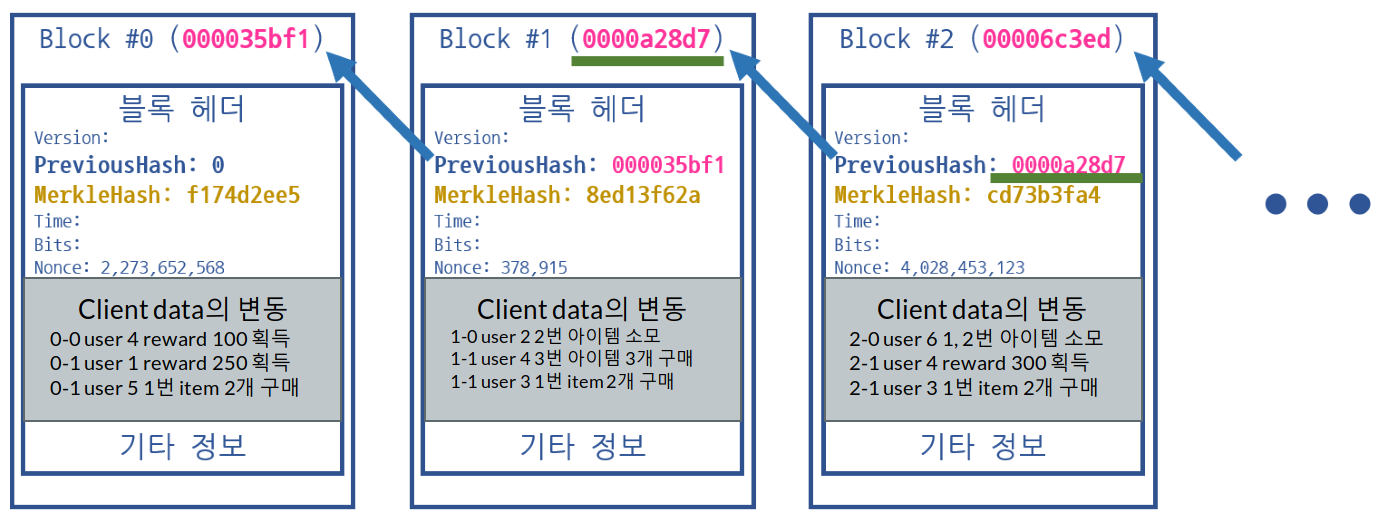 Block #0 (000035bf1)
블록 헤더
Version:
PreviousHash: 0
MerkleHash: f174d2ee5
Time:
Bits:
Nonce: 2,273,652,568
Client data의 변동
0-0 user 4 reward 100 획득
0-1 user 1 reward 250 획득
0-1 user 5 1번 item 2개 구매
기타 정보
Block #1 (0000a28d7)
블록 헤더
Version:
PreviousHash: 000035bf1
MerkleHash: 8ed13f62a
Time:
Bits:
Nonce: 378,915
Client data의 변동
1-0 user 2 2번 아이템 소모
1-1 user 4 3번 아이템 3개 구매
1-1 user 3 1번 item 2개 구매
기타 정보
Block #2 (00006c3ed)
블록 헤더
Version:
PreviousHash: 0000a28d7
MerkleHash: cd73b3fa4
Time:
Bits:
Nonce: 4,028,453,123
Client data의 변동
2-0 user 6 1, 2번 아이템 소모
2-1 user 4 reward 300 획득
2-1 user 3 1번 item 2개 구매
기타 정보